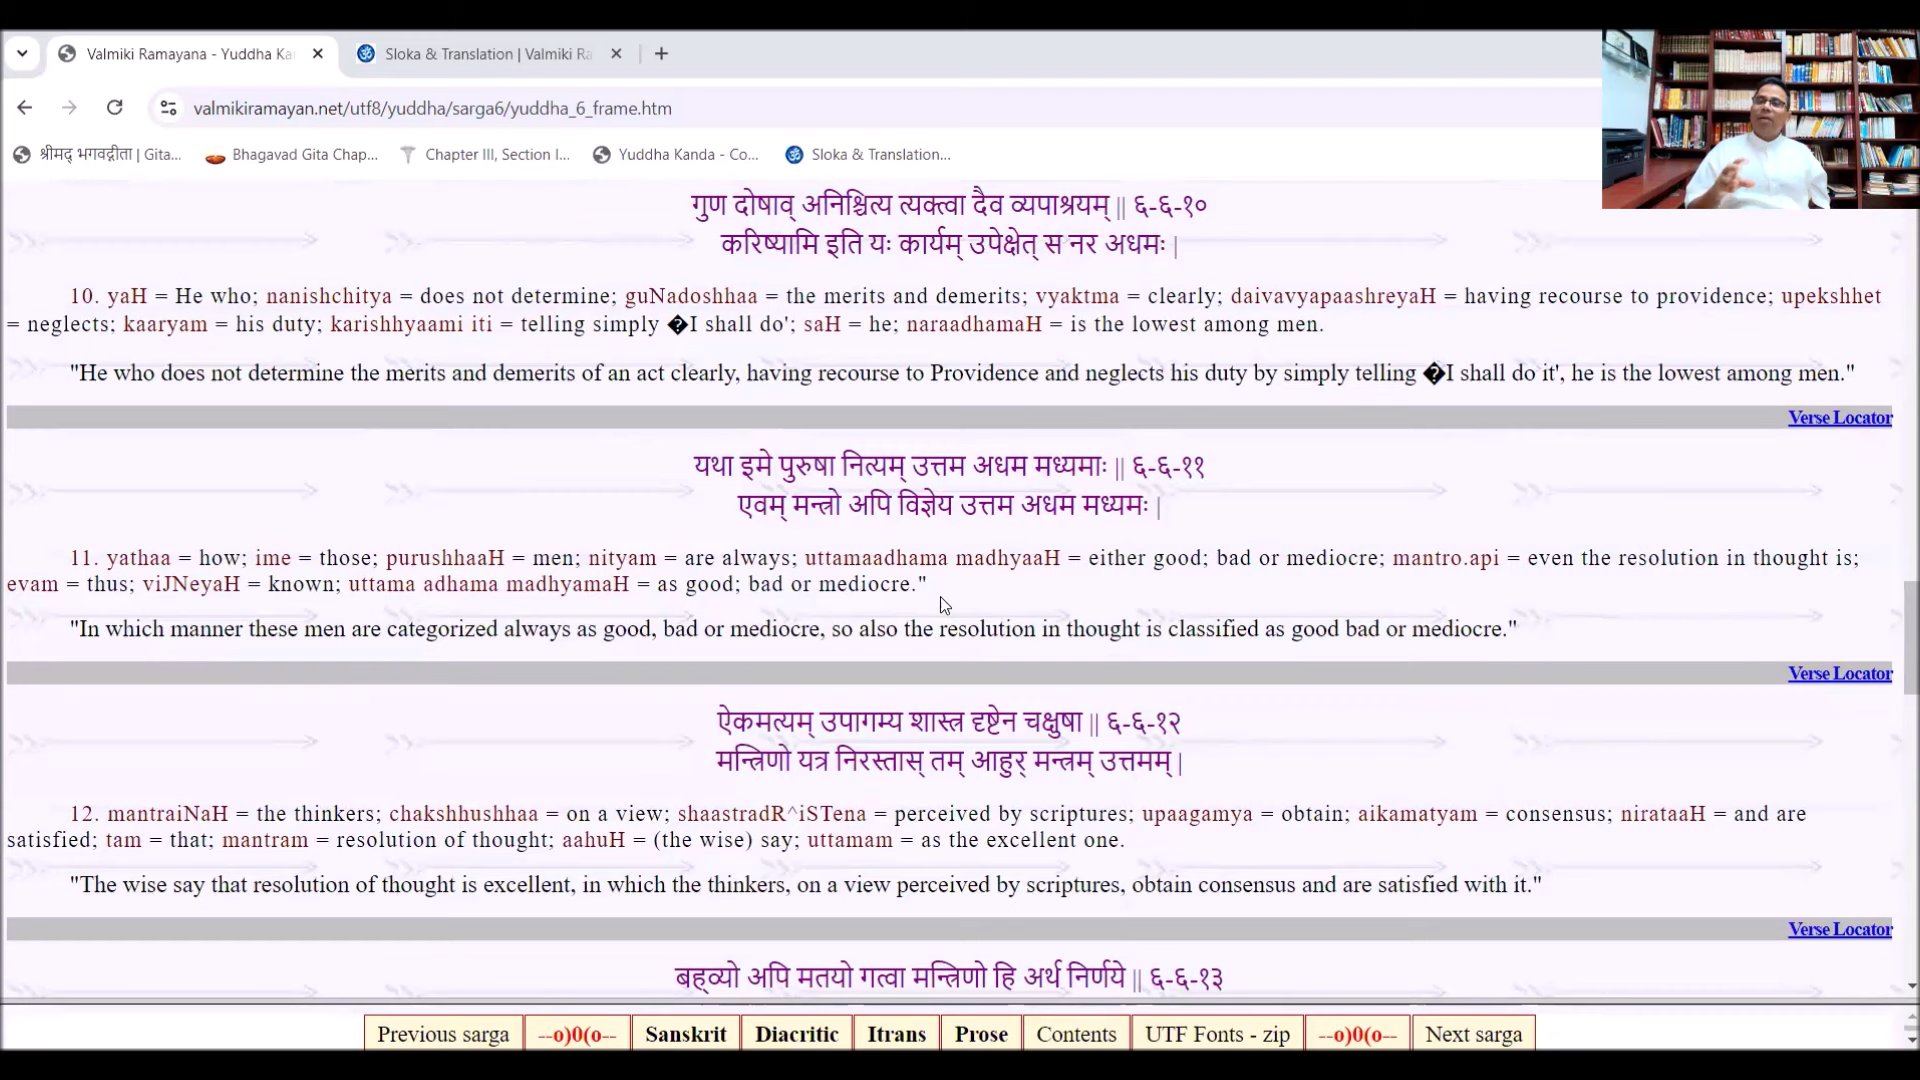 Valmiki Ramayana - Yuddha Ka
Sloka & Translation | Valmiki Ra
valmikiramayan.net/utf8/yuddha/sarga6/yuddha_6_frame.htm
श्रीमद् भगवद्गीता | Gita...
Bhagavad Gita Chap...
Chapter III, Section I...
Yuddha Kanda - Co...
Sloka & Translation...
गुण दोषाव् अनिश्चित्य त्यक्त्वा दैव व्यपाश्रयम् || ६-६-१०
करिष्यामि इति यः कार्यम् उपेक्षेत् स नर अधमः |
10. yaH = He who; nanishchitya = does not determine; guNadoshhaa = the merits and demerits; vyaktma = clearly; daivavyapaashreyaH = having recourse to providence; upekshhet
= neglects; kaaryam = his duty; karishhyaami iti = telling simply �I shall do'; saH = he; naraadhamaH = is the lowest among men.
"He who does not determine the merits and demerits of an act clearly, having recourse to Providence and neglects his duty by simply telling �I shall do it', he is the lowest among men."
Verse Locator
यथा इमे पुरुषा नित्यम् उत्तम अधम मध्यमाः || ६-६-११
एवम् मन्त्रो अपि विज्ञेय उत्तम अधम मध्यमः |
11. yathaa = how; ime = those; purushhaaH = men; nityam = are always; uttamaadhama madhyaaH = either good; bad or mediocre; mantro.api = even the resolution in thought is;
evam = thus; viJNeyaH = known; uttama adhama madhyamaH = as good; bad or mediocre."
"In which manner these men are categorized always as good, bad or mediocre, so also the resolution in thought is classified as good bad or mediocre."
Verse Locator
ऐकमत्यम् उपागम्य शास्त्र दृष्टेन चक्षुषा || ६-६-१२
मन्त्रिणो यत्र निरस्तास् तम् आहुर् मन्त्रम् उत्तमम् |
12. mantraiNaH = the thinkers; chakshhushhaa = on a view; shaastradR^iSTena = perceived by scriptures; upaagamya = obtain; aikamatyam = consensus; nirataaH = and are
satisfied; tam = that; mantram = resolution of thought; aahuH = (the wise) say; uttamam = as the excellent one.
"The wise say that resolution of thought is excellent, in which the thinkers, on a view perceived by scriptures, obtain consensus and are satisfied with it."
Verse Locator
बह्व्यो अपि मतयो गत्वा मन्त्रिणो हि अर्थ निर्णये || ६-६-१३
Previous sarga --o)0(o-- Sanskrit Diacritic Itrans Prose Contents UTF Fonts - zip --o)0(o-- Next sarga